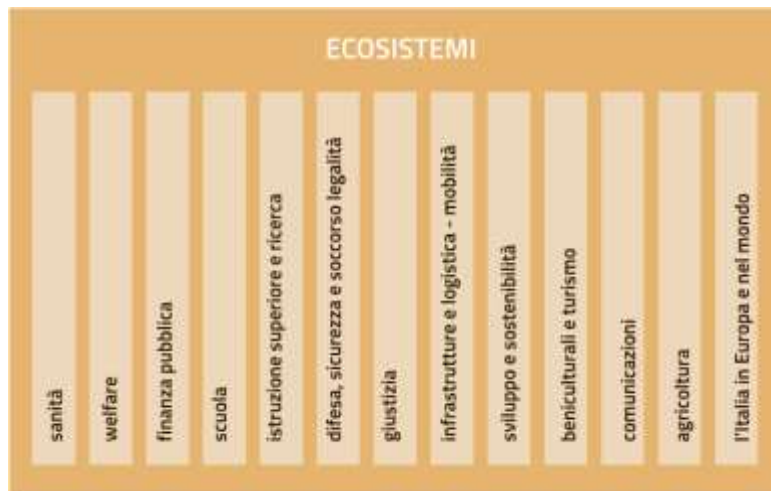 ECOSISTEMI
sanità
welfare
finanza pubblica
scuola
istruzione superiore e ricerca
difesa, sicurezza e soccorso legalità
giustizia
infrastrutture e logistica - mobilità
sviluppo e sostenibilità
beniculturali e turismo
comunicazioni
agricoltura
l'Italia in Europa e nel mondo